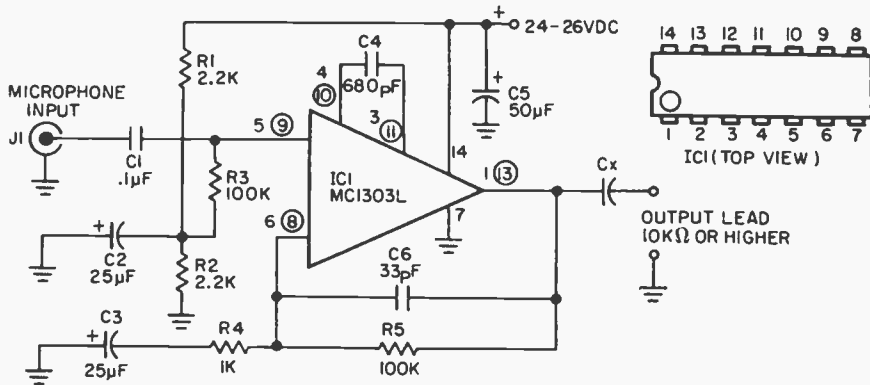 +
24-26VDC
14 13 12 11 10 9 8
R1
2.2K
4
⑩
C4
680pF
+
C5
50µF
MICROPHONE
INPUT
J1
3
⑪
1 2 3 4 5 6 7
IC1 (TOP VIEW)
5 ⑨
14
C1
.1µF
R3
100K
IC1
MC1303L
1 ⑬
Cx
6 ⑧
7
OUTPUT LEAD
10KΩ OR HIGHER
+
C2
25µF
R2
2.2K
C6
33pF
+
C3
25µF
R4
1K
R5
100K